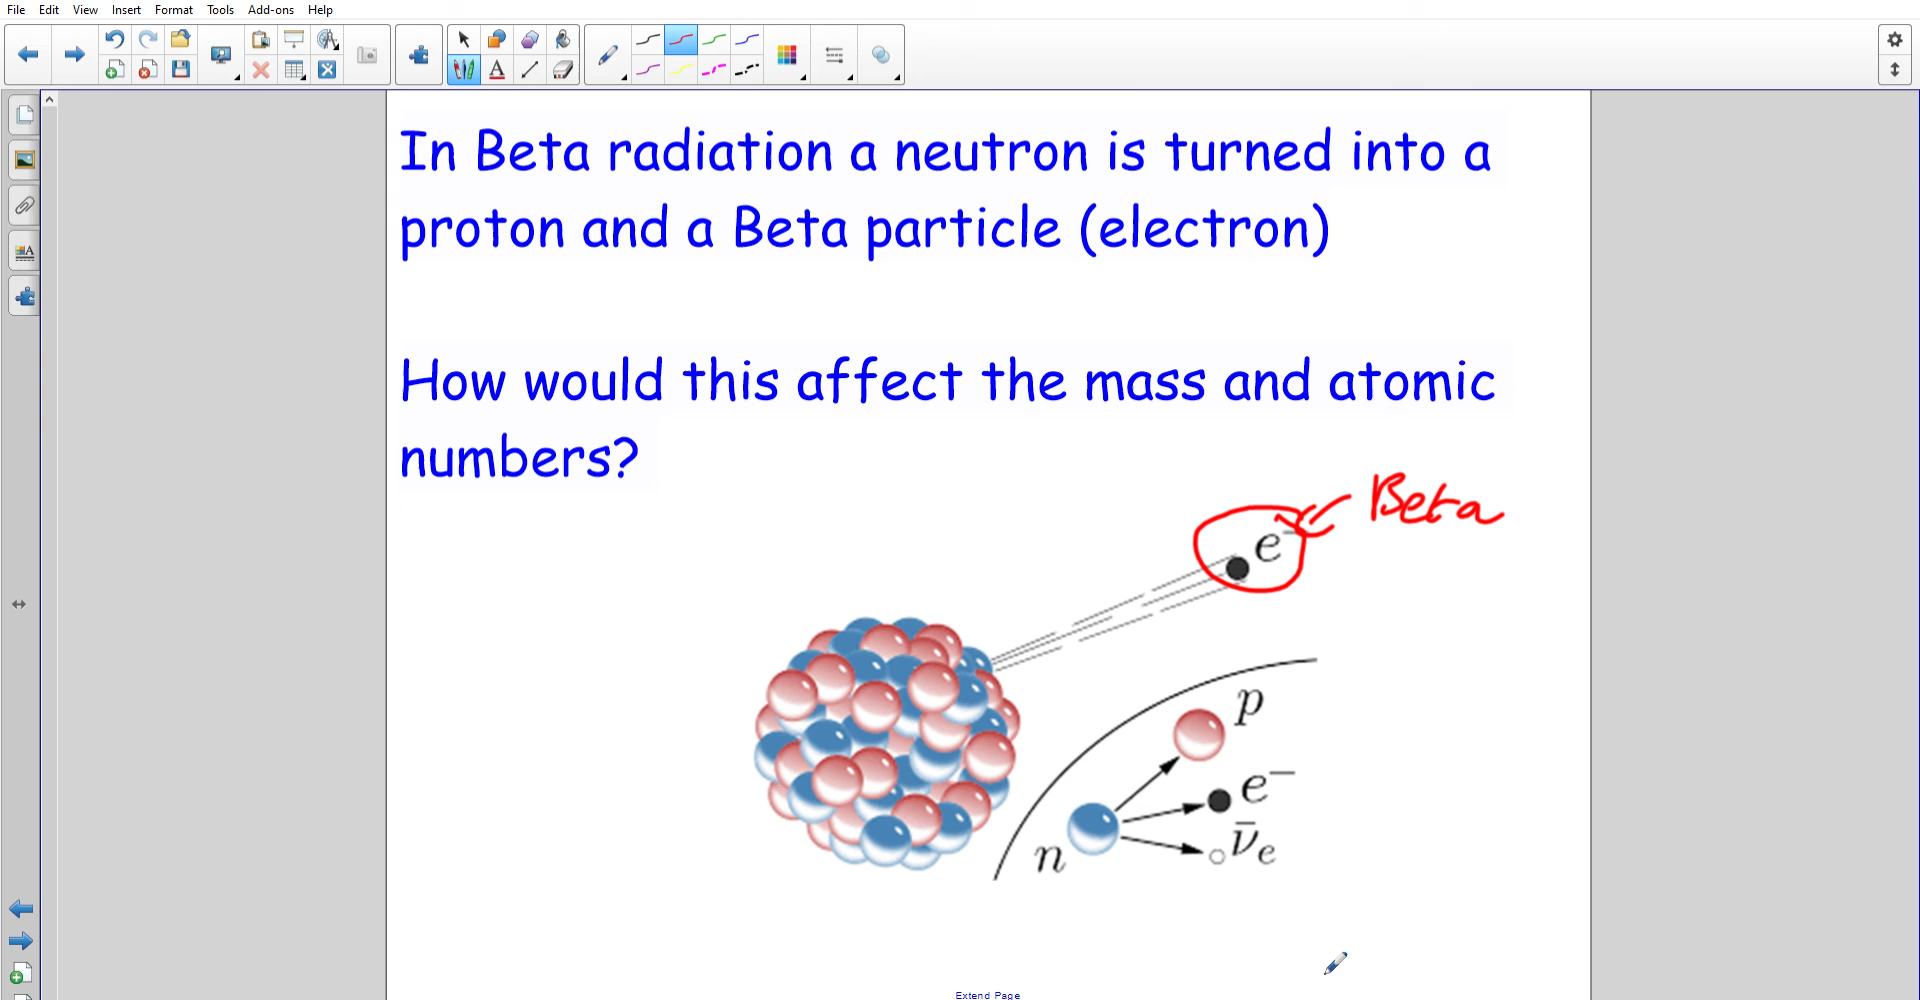 File Edit View Insert Format Tools Add-ons Help
In Beta radiation a neutron is turned into a
proton and a Beta particle (electron)
How would this affect the mass and atomic
numbers?
Beta
e⁻
p
e⁻
n
ν̄ₑ
Extend Page